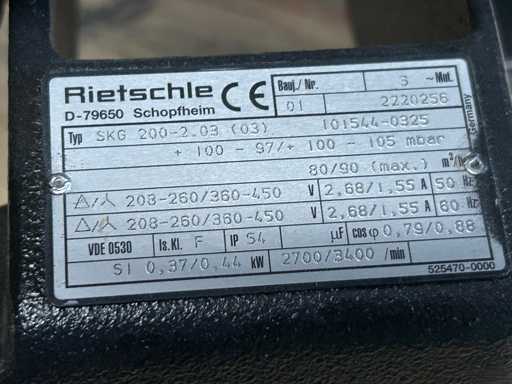 Rietschle CE
D-79650 Schopfheim
Bauj./Nr. 3 ~Mot.
01 2220256
Typ SKG 200-2.03 (03) 101544-0325
+ 100 - 97/+ 100 - 105 mbar
80/90 (max.) m³/h
△/⅄ 208-260/360-450 V 2,68/1,55 A 50 Hz
△/⅄ 208-260/360-450 V 2,68/1,55 A 60 Hz
VDE 0530 Is.Kl. F IP 54 µF cos φ 0,79/0,88
SI 0,37/0,44 kW 2700/3400 /min
525470-0000
Germany